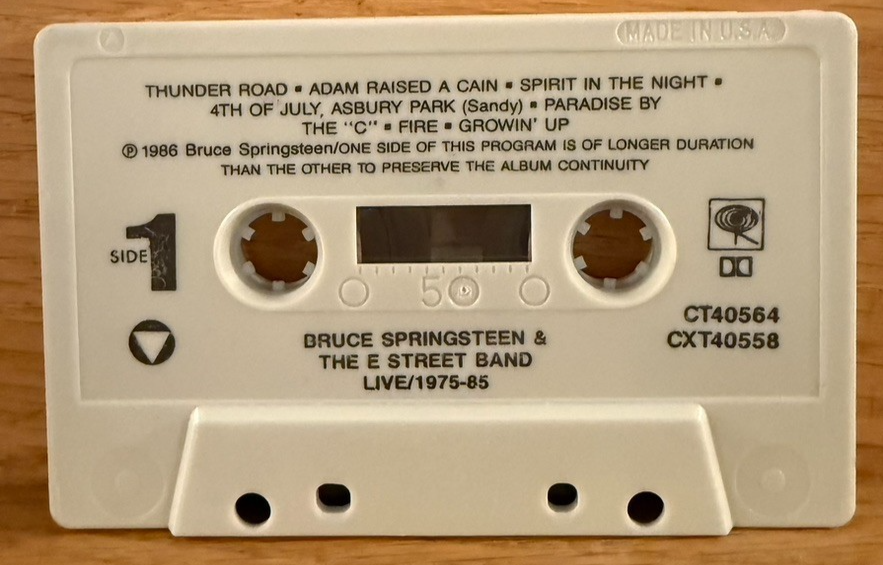 A
MADE IN U.S.A
THUNDER ROAD ▪ ADAM RAISED A CAIN ▪ SPIRIT IN THE NIGHT ▪
4TH OF JULY, ASBURY PARK (Sandy) ▪ PARADISE BY
THE "C" ▪ FIRE ▪ GROWIN' UP
℗ 1986 Bruce Springsteen/ONE SIDE OF THIS PROGRAM IS OF LONGER DURATION
THAN THE OTHER TO PRESERVE THE ALBUM CONTINUITY
SIDE 1
50
CT40564
CXT40558
BRUCE SPRINGSTEEN &
THE E STREET BAND
LIVE/1975-85